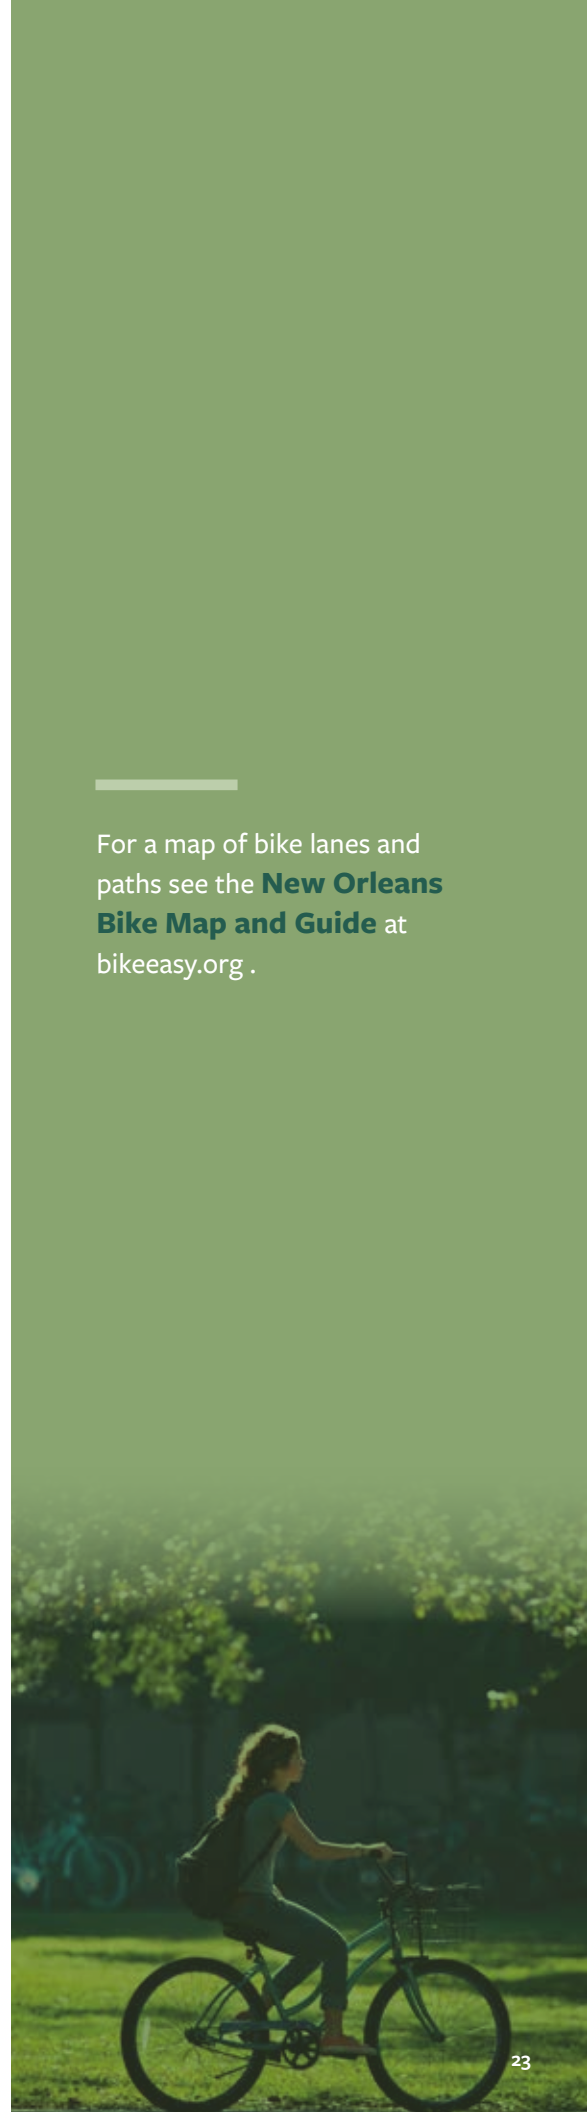 For a map of bike lanes and
paths see the New Orleans
Bike Map and Guide at
bikeeasy.org .
23